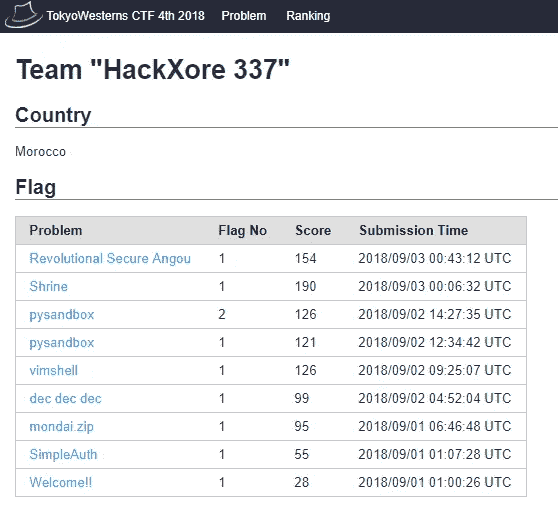 TokyoWesterns CTF 4th 2018 Problem Ranking
Team "HackXore 337"
Country
Morocco
Flag
Problem Flag No Score Submission Time
Revolutional Secure Angou 1 154 2018/09/03 00:43:12 UTC
Shrine 1 190 2018/09/03 00:06:32 UTC
pysandbox 2 126 2018/09/02 14:27:35 UTC
pysandbox 1 121 2018/09/02 12:34:42 UTC
vimshell 1 126 2018/09/02 09:25:07 UTC
dec dec dec 1 99 2018/09/02 04:52:04 UTC
mondai.zip 1 95 2018/09/01 06:46:48 UTC
SimpleAuth 1 55 2018/09/01 01:07:28 UTC
Welcome!! 1 28 2018/09/01 01:00:26 UTC